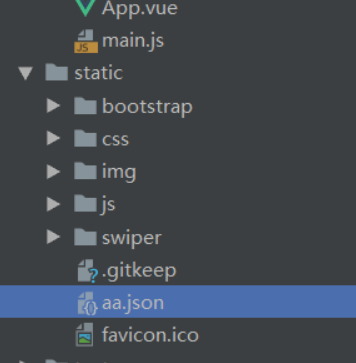 App.vue
main.js
static
bootstrap
css
img
js
swiper
.gitkeep
aa.json
favicon.ico